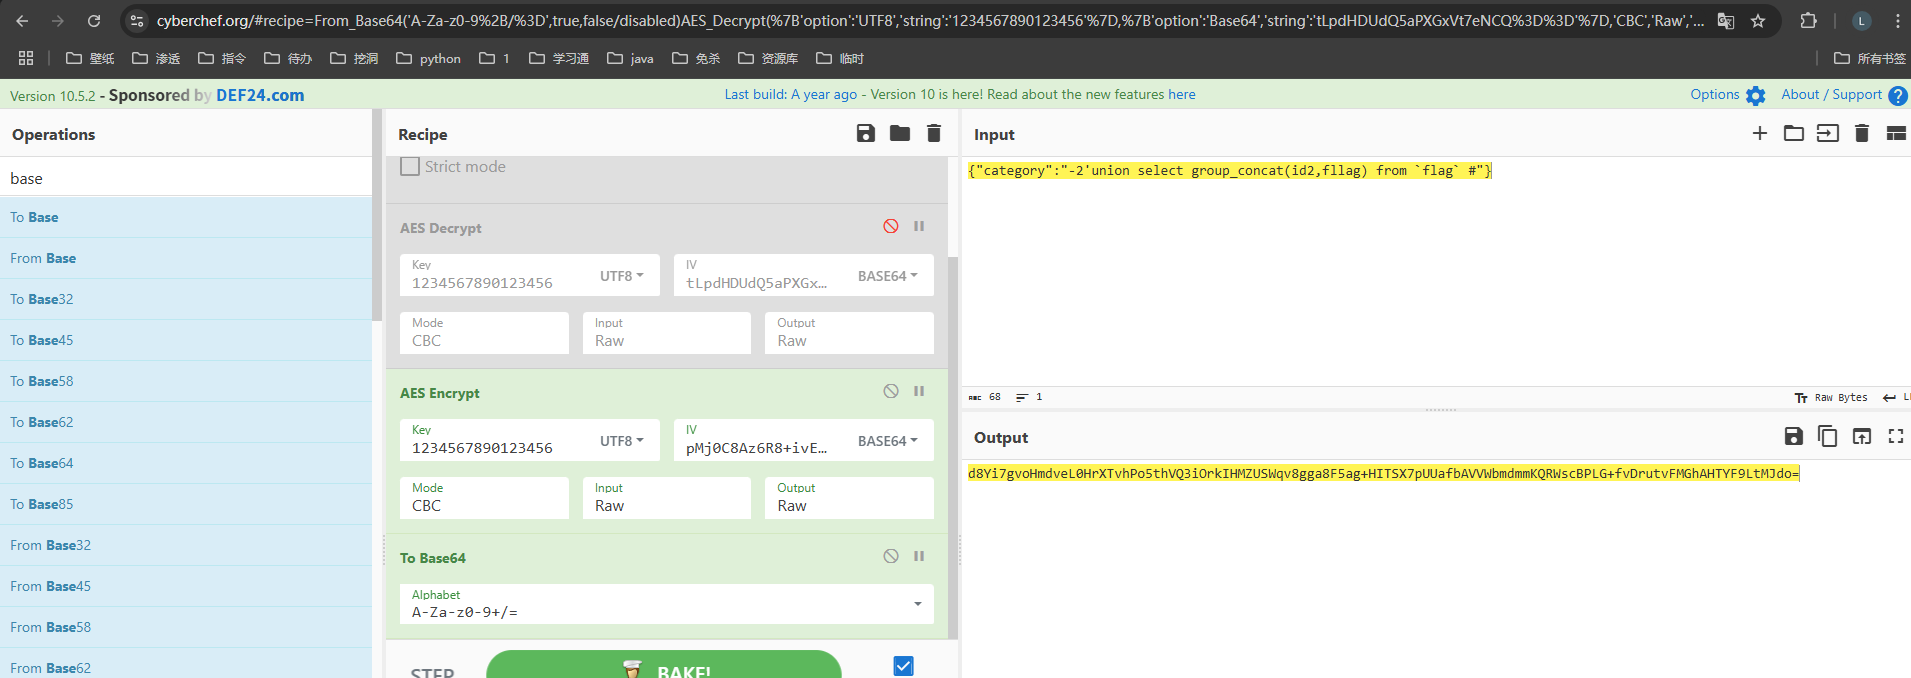 cyberchef.org/#recipe=From_Base64('A-Za-z0-9%2B/%3D',true,false/disabled)AES_Decrypt(%7B'option':'UTF8','string':'1234567890123456'%7D,%7B'option':'Base64','string':'tLpdHDUdQ5aPXGxVt7eNCQ%3D%3D'%7D,'CBC','Raw','...
L
壁纸 渗透 指令 待办 挖洞 python 1 学习通 java 免杀 资源库 临时 所有书签
Version 10.5.2 - Sponsored by DEF24.com
Last build: A year ago - Version 10 is here! Read about the new features here
Options About / Support
Operations
base
To Base
From Base
To Base32
To Base45
To Base58
To Base62
To Base64
To Base85
From Base32
From Base45
From Base58
From Base62
Recipe
Strict mode
AES Decrypt
Key
1234567890123456 UTF8
IV
tLpdHDUdQ5aPXGx... BASE64
Mode
CBC
Input
Raw
Output
Raw
AES Encrypt
Key
1234567890123456 UTF8
IV
pMj0C8Az6R8+ivE... BASE64
Mode
CBC
Input
Raw
Output
Raw
To Base64
Alphabet
A-Za-z0-9+/=
STEP
BAKE!
Input
{"category":"-2'union select group_concat(id2,fllag) from `flag` #"}
ABC 68 1
Tт Raw Bytes
Output
d8Yi7gvoHmdveL0HrXTvhPo5thVQ3iOrkIHMZUSWqv8gga8F5ag+HITSX7pUUafbAVVWbmdmmKQRWscBPLG+fvDrutvFMGhAHTYF9LtMJdo=